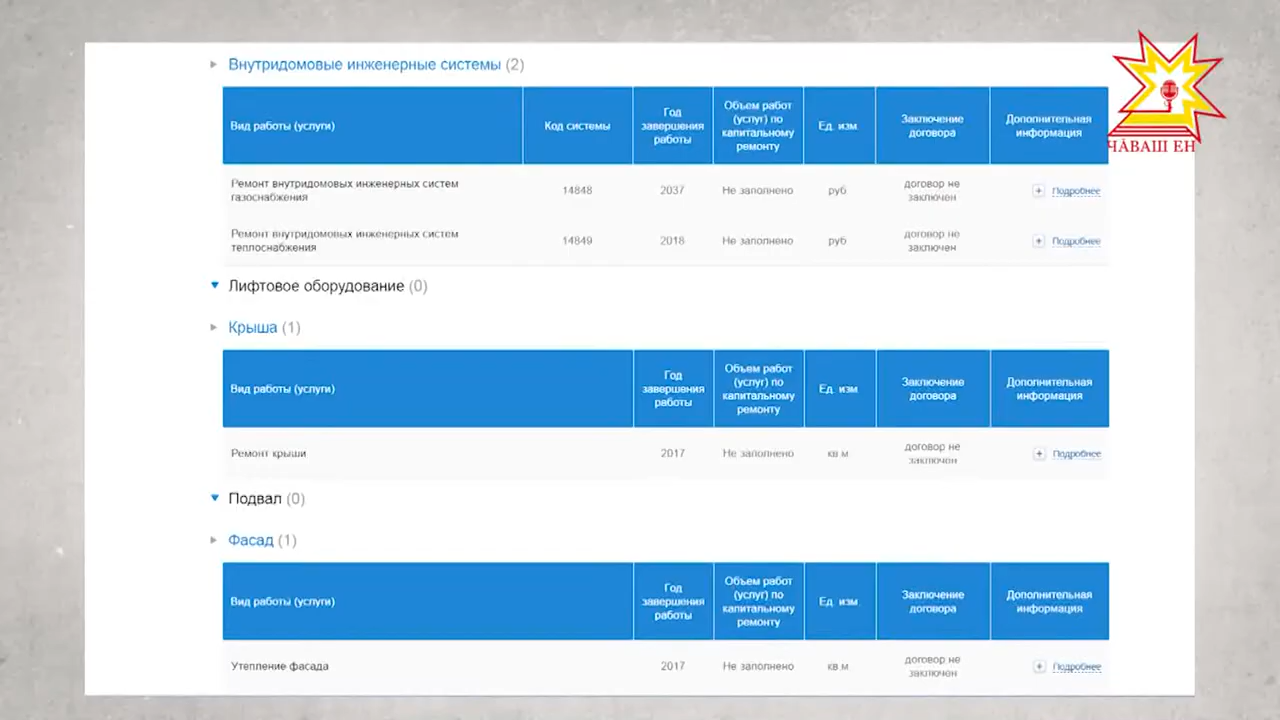 Внутридомовые инженерные системы (2)
Вид работы (услуги)
Код системы
Год
завершения
работы
Объем работ
(услуг) по
капитальному
ремонту
Ед. изм.
Заключение
договора
Дополнительная
информация
ЧӐВАШ ЕН
Ремонт внутридомовых инженерных систем
газоснабжения
14848
2037
Не заполнено
руб
договор не
заключен
+ Подробнее
Ремонт внутридомовых инженерных систем
теплоснабжения
14849
2018
Не заполнено
руб
договор не
заключен
+ Подробнее
Лифтовое оборудование (0)
Крыша (1)
Вид работы (услуги)
Год
завершения
работы
Объем работ
(услуг) по
капитальному
ремонту
Ед. изм.
Заключение
договора
Дополнительная
информация
Ремонт крыши
2017
Не заполнено
кв.м
договор не
заключен
+ Подробнее
Подвал (0)
Фасад (1)
Вид работы (услуги)
Год
завершения
работы
Объем работ
(услуг) по
капитальному
ремонту
Ед. изм.
Заключение
договора
Дополнительная
информация
Утепление фасада
2017
Не заполнено
кв.м
договор не
заключен
+ Подробнее